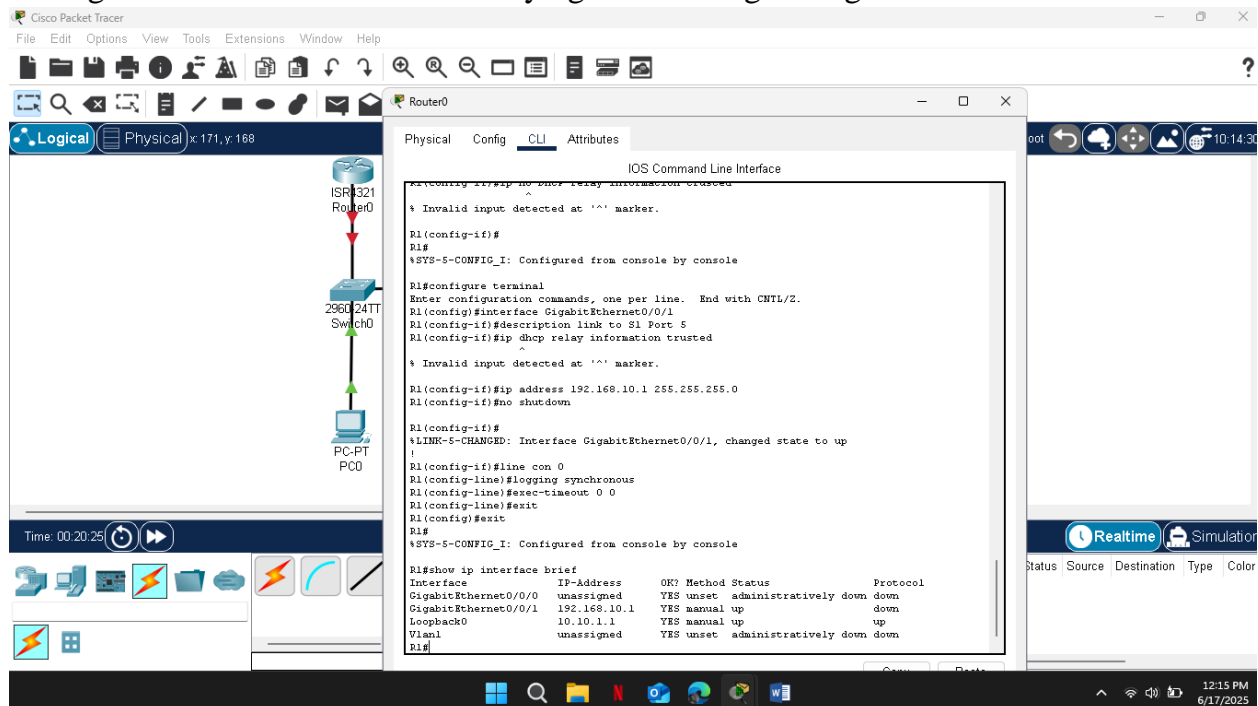 Cisco Packet Tracer
File Edit Options View Tools Extensions Window Help
?
Logical Physical x: 171, y: 168
oot 10:14:30
ISR4321
Router0
2960-24TT
Switch0
PC-PT
PC0
Router0
Physical Config CLI Attributes
IOS Command Line Interface
% Invalid input detected at '^' marker.
R1(config-if)#
R1#
%SYS-5-CONFIG_I: Configured from console by console
R1#configure terminal
Enter configuration commands, one per line. End with CNTL/Z.
R1(config)#interface GigabitEthernet0/0/1
R1(config-if)#description link to S1 Port 5
R1(config-if)#ip dhcp relay information trusted
^
% Invalid input detected at '^' marker.
R1(config-if)#ip address 192.168.10.1 255.255.255.0
R1(config-if)#no shutdown
R1(config-if)#
%LINK-5-CHANGED: Interface GigabitEthernet0/0/1, changed state to up
!
R1(config-if)#line con 0
R1(config-line)#logging synchronous
R1(config-line)#exec-timeout 0 0
R1(config-line)#exit
R1(config)#exit
R1#
%SYS-5-CONFIG_I: Configured from console by console
R1#show ip interface brief
Interface IP-Address OK? Method Status Protocol
GigabitEthernet0/0/0 unassigned YES unset administratively down down
GigabitEthernet0/0/1 192.168.10.1 YES manual up down
Loopback0 10.10.1.1 YES manual up up
Vlan1 unassigned YES unset administratively down down
R1#
Time: 00:20:25
Realtime Simulation
Status Source Destination Type Color
12:15 PM
6/17/2025